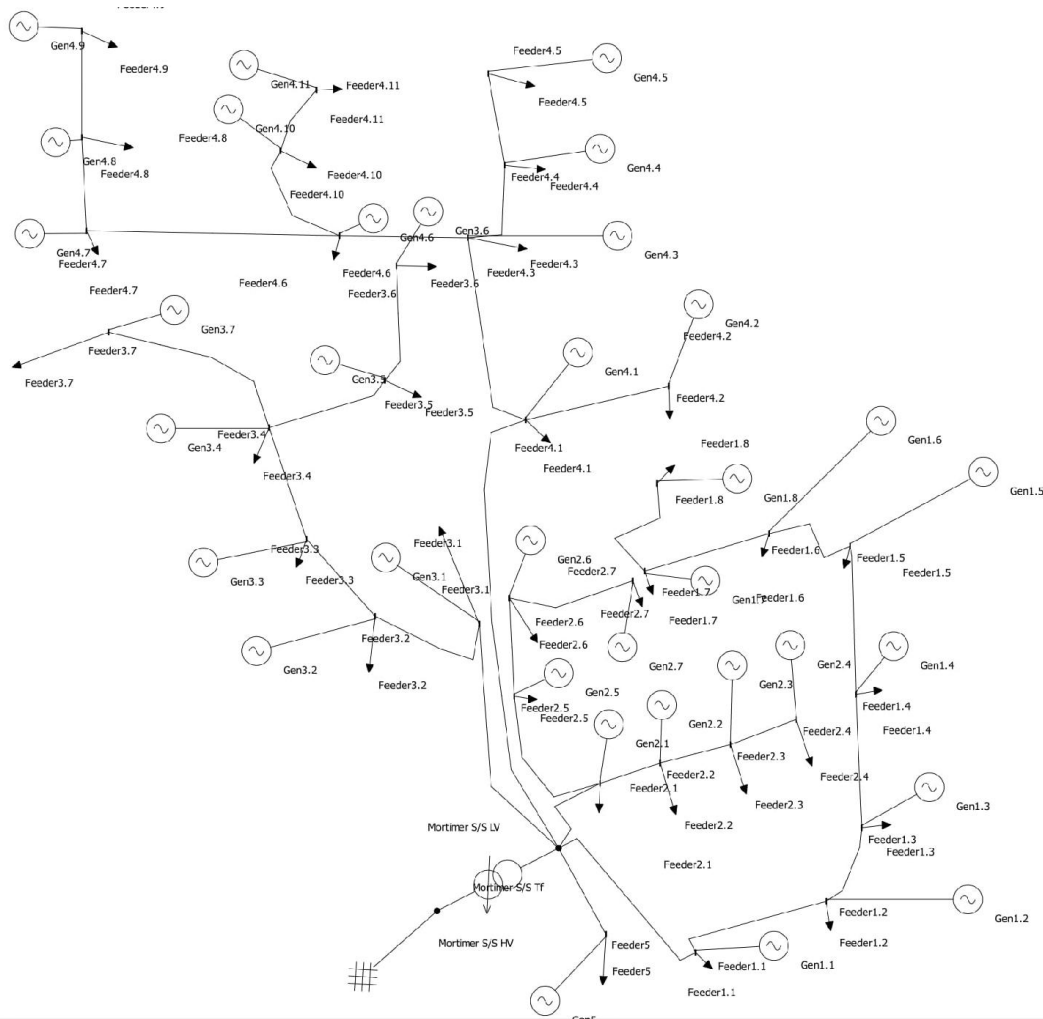 Gen4.9
Feeder4.9
Feeder4.5
Gen4.5
Gen4.11
Feeder4.11
Feeder4.5
Feeder4.11
Gen4.10
Feeder4.8
Gen4.8
Feeder4.8
Feeder4.10
Feeder4.10
Gen4.4
Feeder4.4
Feeder4.4
Gen4.7
Feeder4.7
Feeder4.7
Gen4.6
Gen3.6
Gen4.3
Feeder4.6
Feeder4.6
Feeder3.6
Feeder3.6
Feeder4.3
Feeder4.3
Gen3.7
Feeder3.7
Feeder3.7
Gen4.2
Feeder4.2
Feeder4.2
Gen3.5
Feeder3.5
Feeder3.5
Gen4.1
Feeder4.1
Feeder4.1
Feeder3.4
Gen3.4
Feeder3.4
Feeder1.8
Gen1.6
Gen1.5
Feeder1.8
Gen1.8
Feeder3.1
Feeder3.3
Gen3.3
Feeder3.3
Gen3.1
Feeder3.1
Gen2.6
Feeder2.7
Feeder1.6
Feeder1.5
Feeder1.5
Feeder1.7
Gen1.7
Feeder1.6
Feeder2.7
Feeder1.7
Feeder2.6
Feeder2.6
Feeder3.2
Gen3.2
Feeder3.2
Gen2.7
Gen2.4
Gen1.4
Gen2.5
Gen2.3
Feeder2.5
Feeder2.5
Gen2.2
Feeder1.4
Feeder1.4
Gen2.1
Feeder2.4
Feeder2.3
Feeder2.2
Feeder2.4
Feeder2.1
Feeder2.3
Gen1.3
Feeder2.2
Mortimer S/S LV
Feeder1.3
Feeder1.3
Feeder2.1
Mortimer S/S Tf
Feeder1.2
Gen1.2
Mortimer S/S HV
Feeder5
Feeder1.2
Feeder5
Feeder1.1
Gen1.1
Feeder1.1